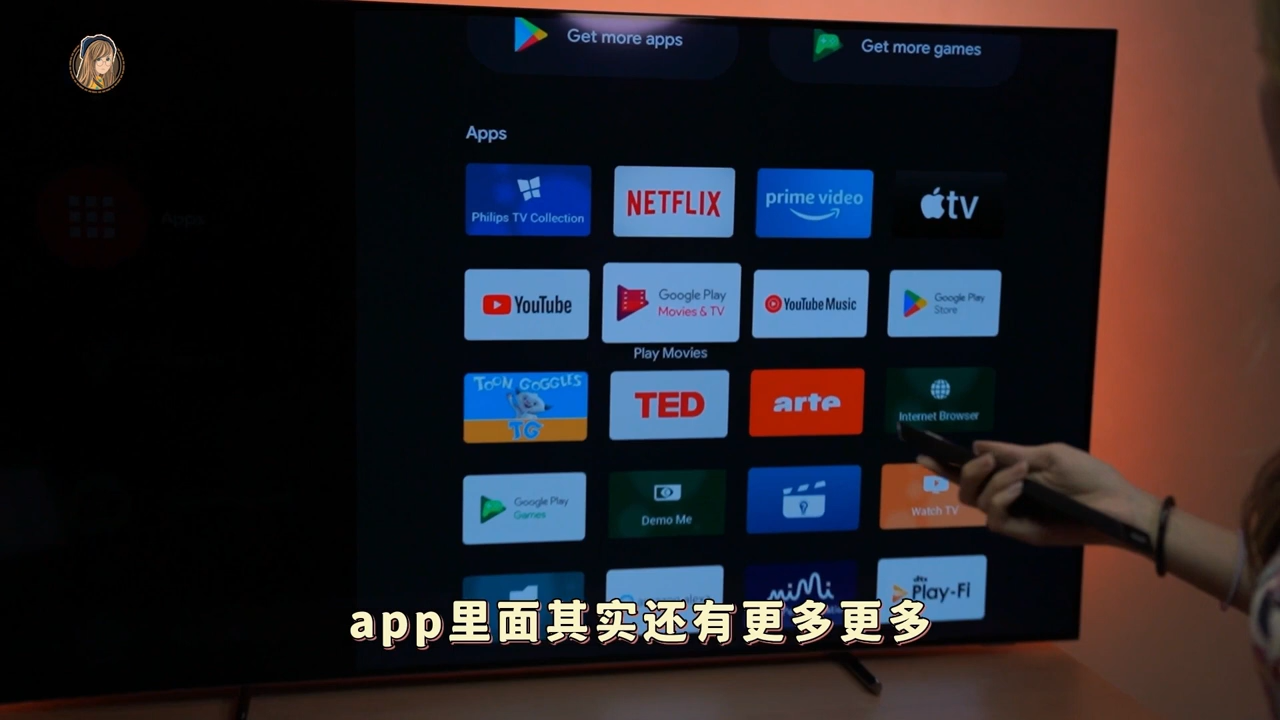 Get more apps
Get more games
Apps
Apps
Philips TV Collection
NETFLIX
prime video
tv
YouTube
Google Play
Movies & TV
YouTube Music
Google Play
Store
Play Movies
TOON GOGGLES
TG
TED
arte
Internet Browser
Google Play
Games
Demo Me
Watch TV
dts
Play-Fi
app里面其实还有更多更多